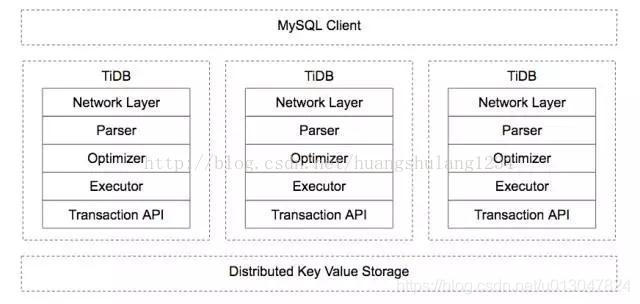 MySQL Client
TiDB
Network Layer
Parser
Optimizer
Executor
Transaction API
TiDB
Network Layer
Parser
Optimizer
Executor
Transaction API
TiDB
Network Layer
Parser
Optimizer
Executor
Transaction API
http://blog.csdn.net/huangshulang1234
Distributed Key Value Storage
https://blog.csdn.net/u013047824